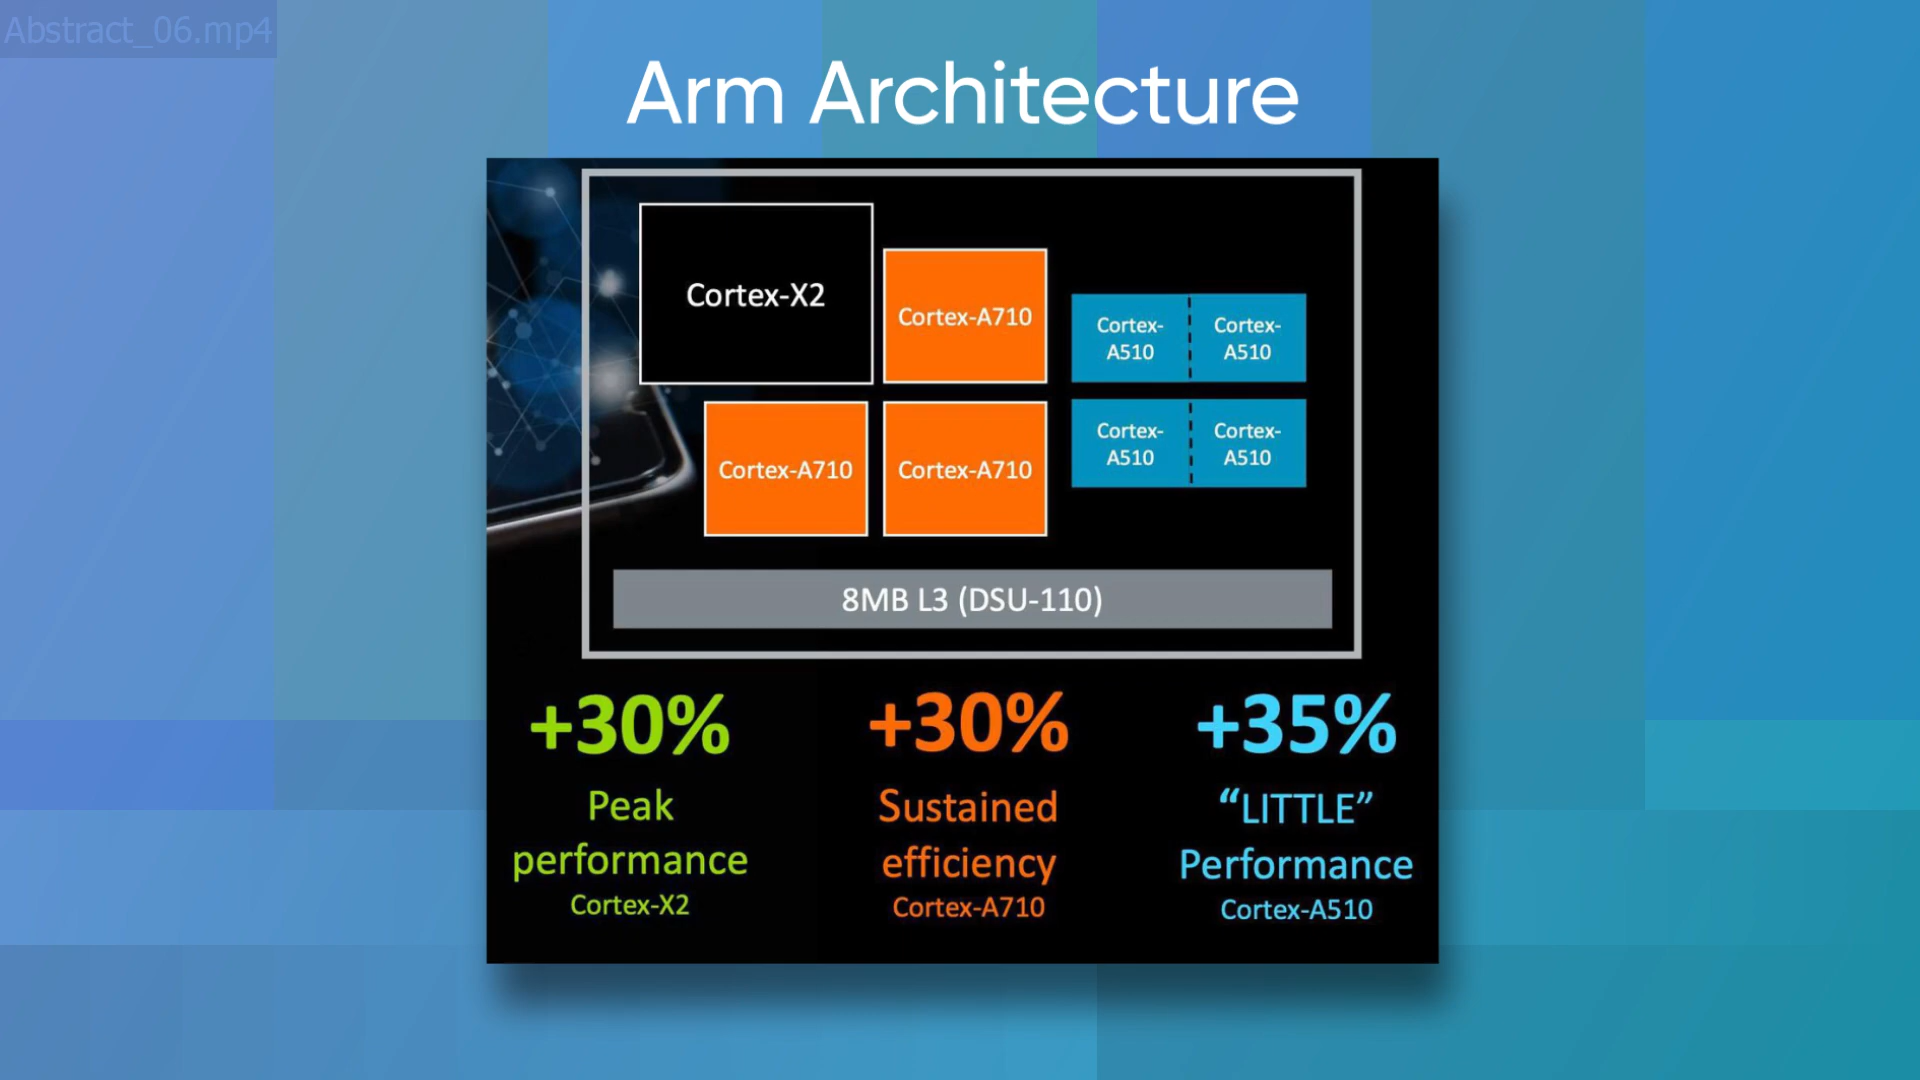 Abstract_06.mp4
Arm Architecture
Cortex-X2
Cortex-A710
Cortex-
A510
Cortex-
A510
Cortex-A710
Cortex-A710
Cortex-
A510
Cortex-
A510
8MB L3 (DSU-110)
+30%
Peak
performance
Cortex-X2
+30%
Sustained
efficiency
Cortex-A710
+35%
“LITTLE”
Performance
Cortex-A510